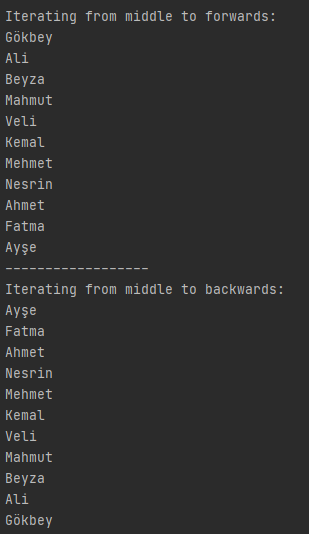 Iterating from middle to forwards:
Gökbey
Ali
Beyza
Mahmut
Veli
Kemal
Mehmet
Nesrin
Ahmet
Fatma
Ayşe
------------------
Iterating from middle to backwards:
Ayşe
Fatma
Ahmet
Nesrin
Mehmet
Kemal
Veli
Mahmut
Beyza
Ali
Gökbey